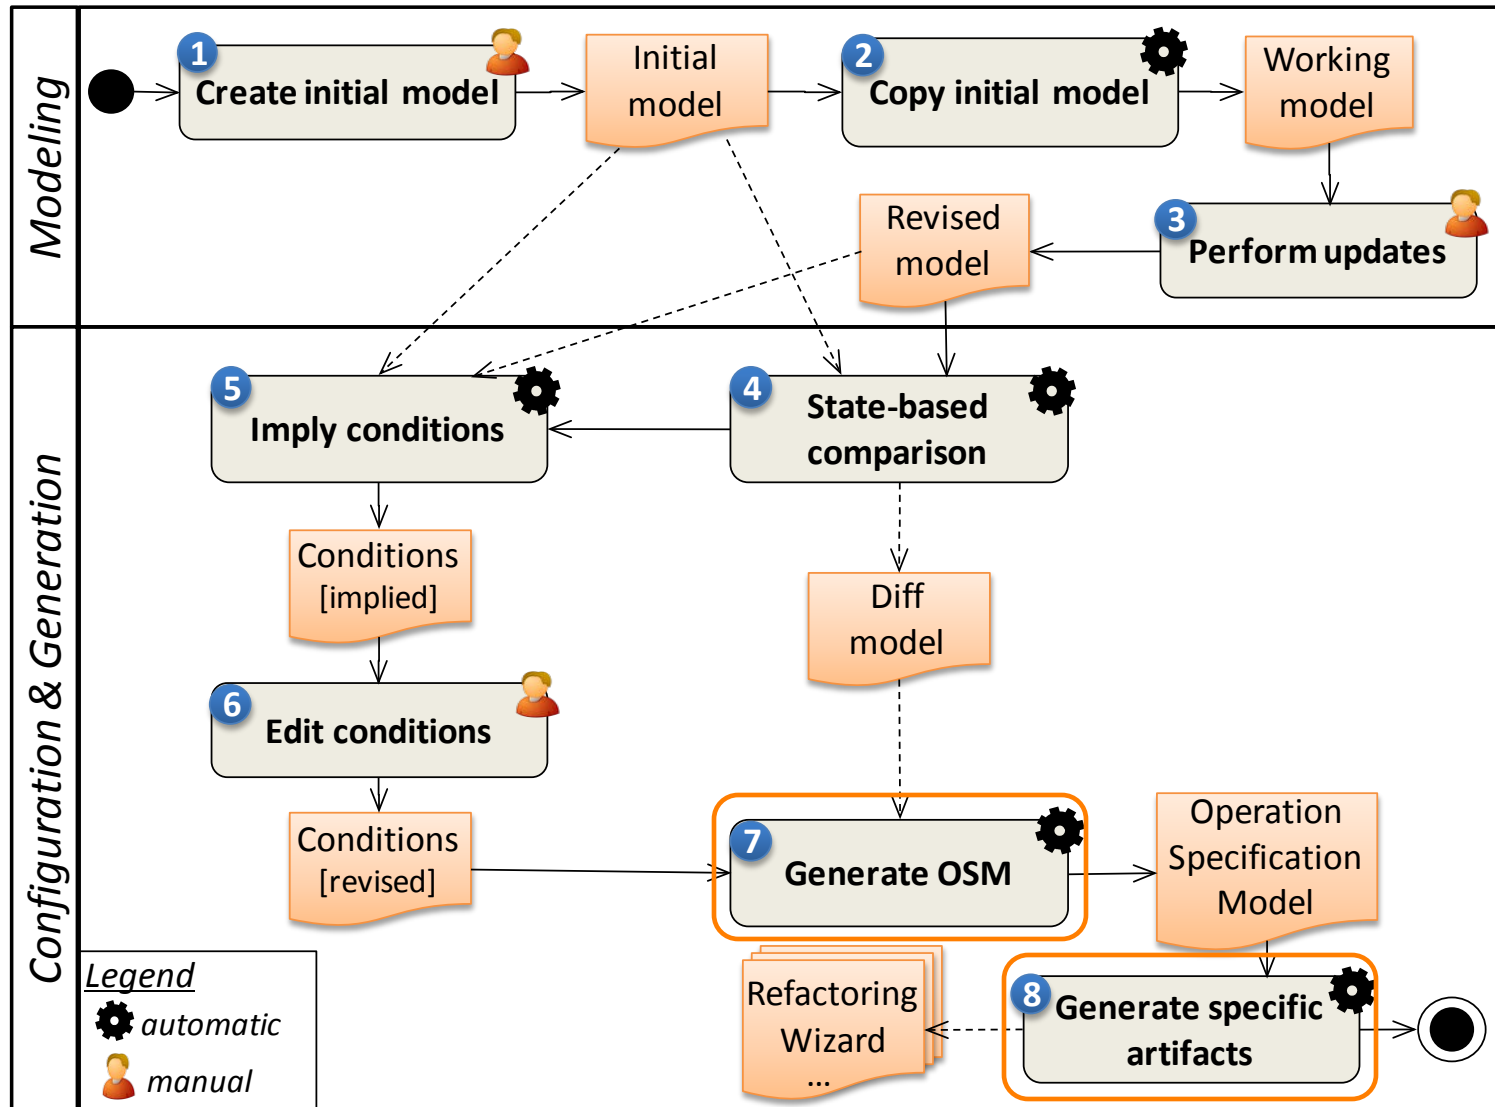 Modeling
1
Create initial model
Initial
model
2
Copy initial model
Working
model
Revised
model
3
Perform updates
Configuration & Generation
5
Imply conditions
4
State-based
comparison
Conditions
[implied]
Diff
model
6
Edit conditions
Conditions
[revised]
7
Generate OSM
Operation
Specification
Model
Refactoring
Wizard
...
8
Generate specific
artifacts
Legend
automatic
manual